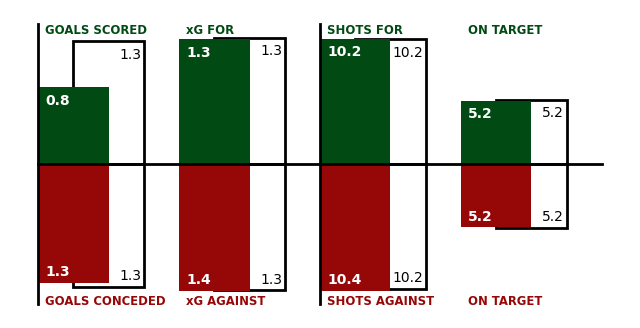 GOALS SCORED xG FOR SHOTS FOR ON TARGET
1.3 1.3 1.3 10.2 10.2
0.8 5.2 5.2
1.3 1.3 1.4 1.3 10.4 10.2 5.2 5.2
GOALS CONCEDED xG AGAINST SHOTS AGAINST ON TARGET